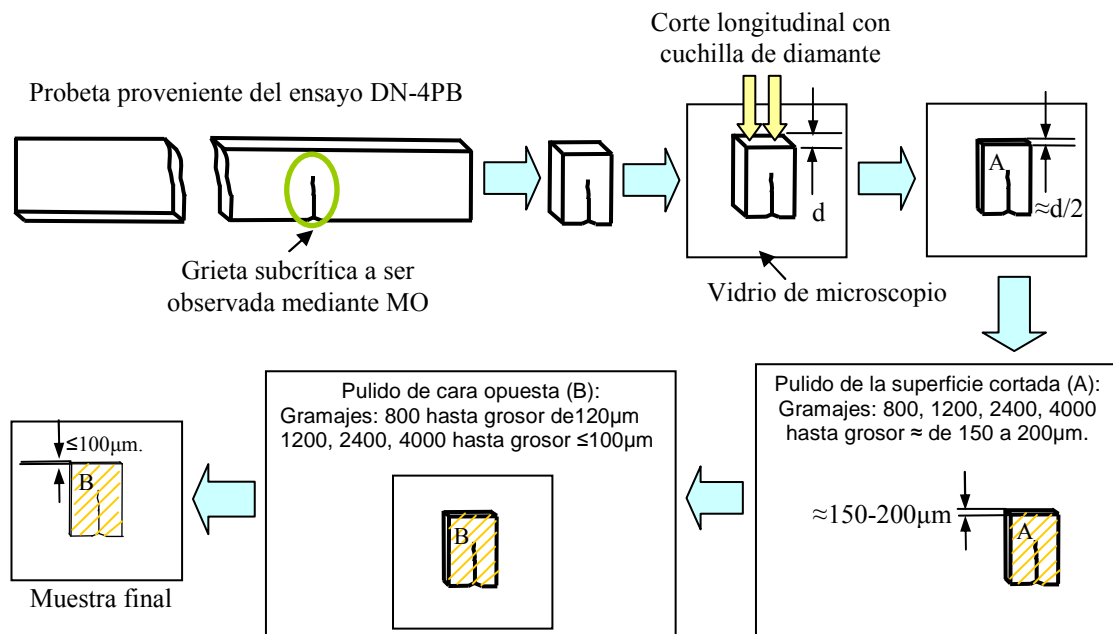 Corte longitudinal con
cuchilla de diamante
Probeta proveniente del ensayo DN-4PB
d
A
≈d/2
Grieta subcrítica a ser
observada mediante MO
Vidrio de microscopio
Pulido de la superficie cortada (A):
Gramajes: 800, 1200, 2400, 4000
hasta grosor ≈ de 150 a 200µm.
≈150-200µm
A
Pulido de cara opuesta (B):
Gramajes: 800 hasta grosor de120µm
1200, 2400, 4000 hasta grosor ≤100µm
B
≤100µm.
B
Muestra final